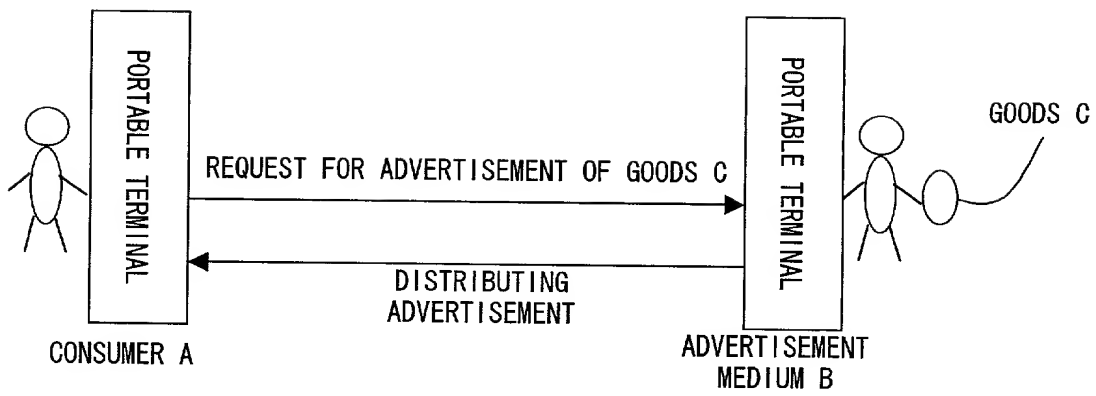 PORTABLE TERMINAL
PORTABLE TERMINAL
GOODS C
REQUEST FOR ADVERTISEMENT OF GOODS C
DISTRIBUTING
ADVERTISEMENT
CONSUMER A
ADVERTISEMENT
MEDIUM B